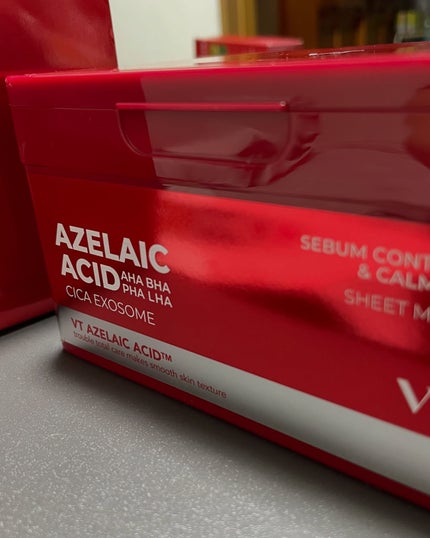 AZELAIC
ACID AHA BHA
PHA LHA
CICA EXOSOME
VT AZELAIC ACID™
trouble total care makes smooth skin texture
SEBUM CONT
& CALM
SHEET M
V